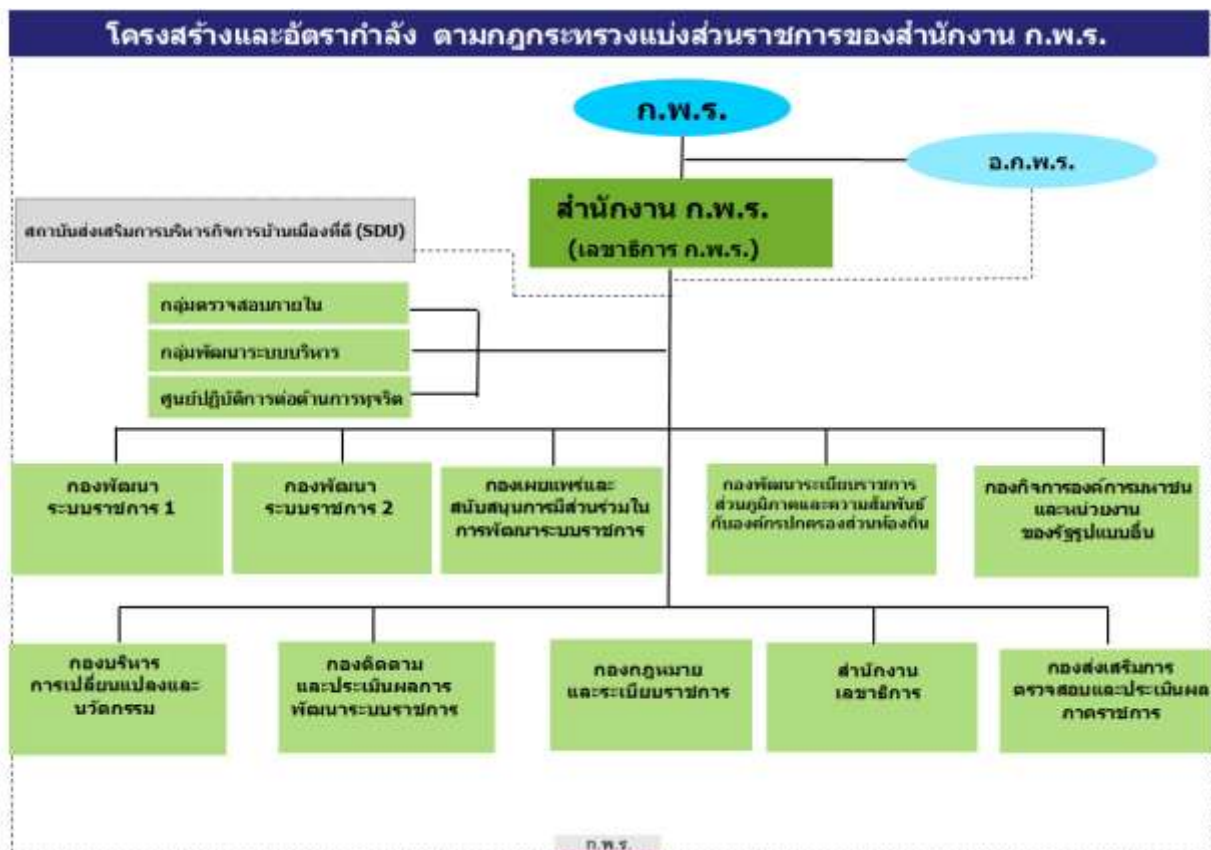 โครงสร้างและอัตรากำลัง ตามกฎกระทรวงแบ่งส่วนราชการของสำนักงาน ก.พ.ร.
ก.พ.ร.
อ.ก.พ.ร.
สำนักงาน ก.พ.ร.
(เลขาธิการ ก.พ.ร.)
สถาบันส่งเสริมการบริหารกิจการบ้านเมืองที่ดี (SDU)
กลุ่มตรวจสอบภายใน
กลุ่มพัฒนาระบบบริหาร
ศูนย์ปฏิบัติการต่อต้านการทุจริต
กองพัฒนา
ระบบราชการ 1
กองพัฒนา
ระบบราชการ 2
กองเผยแพร่และ
สนับสนุนการมีส่วนร่วมใน
การพัฒนาระบบราชการ
กองพัฒนาระเบียบราชการ
ส่วนภูมิภาคและความสัมพันธ์
กับองค์กรปกครองส่วนท้องถิ่น
กองกิจการองค์การมหาชน
และหน่วยงาน
ของรัฐรูปแบบอื่น
กองบริหาร
การเปลี่ยนแปลงและ
นวัตกรรม
กองติดตาม
และประเมินผลการ
พัฒนาระบบราชการ
กองกฎหมาย
และระเบียบราชการ
สำนักงาน
เลขาธิการ
กองส่งเสริมการ
ตรวจสอบและประเมินผล
ภาคราชการ
ก.พ.ร.